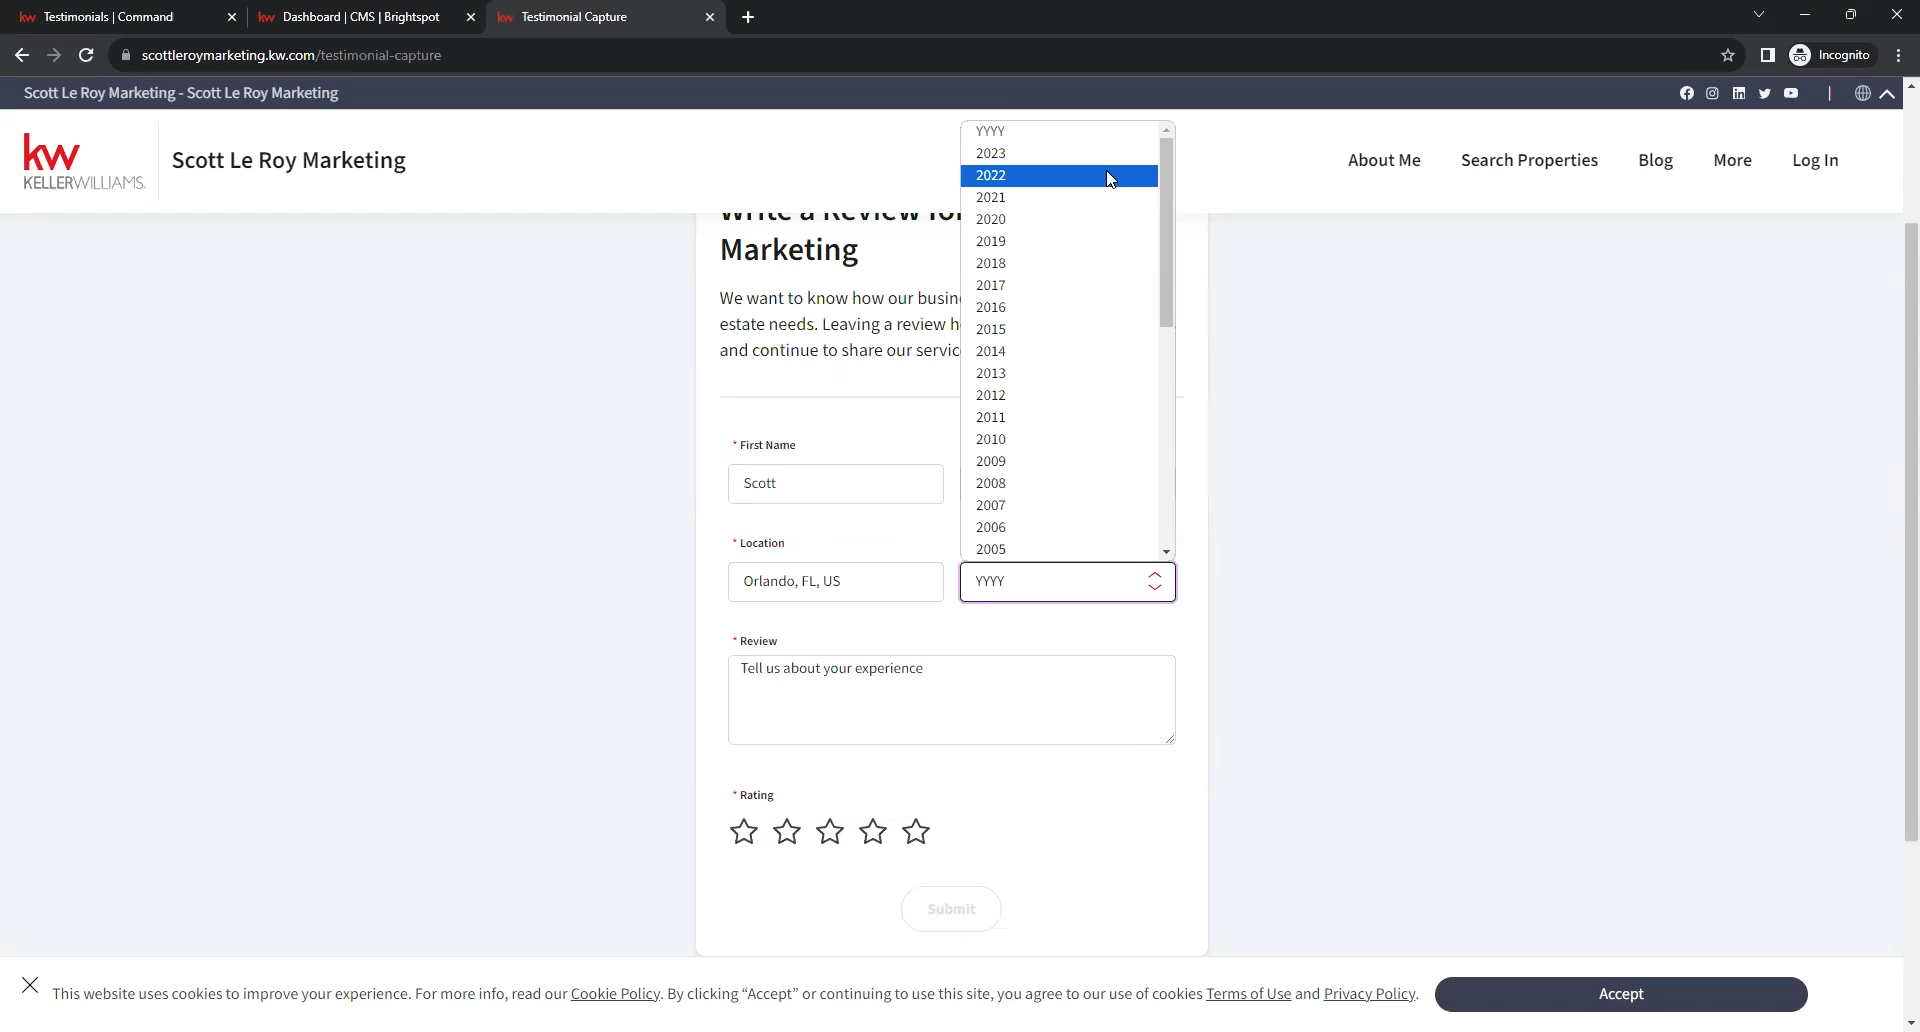 kw Testimonials | Command
kw Dashboard | CMS | Brightspot
kw Testimonial Capture
scottleroymarketing.kw.com/testimonial-capture
Incognito
Scott Le Roy Marketing - Scott Le Roy Marketing
kw
KELLERWILLIAMS.
Scott Le Roy Marketing
About Me
Search Properties
Blog
More
Log In
Write a Review for
Marketing
We want to know how our busin
estate needs. Leaving a review h
and continue to share our servic
YYYY
2023
2022
2021
2020
2019
2018
2017
2016
2015
2014
2013
2012
2011
2010
2009
2008
2007
2006
2005
* First Name
Scott
* Location
Orlando, FL, US
YYYY
* Review
Tell us about your experience
* Rating
Submit
This website uses cookies to improve your experience. For more info, read our Cookie Policy. By clicking “Accept” or continuing to use this site, you agree to our use of cookies Terms of Use and Privacy Policy.
Accept